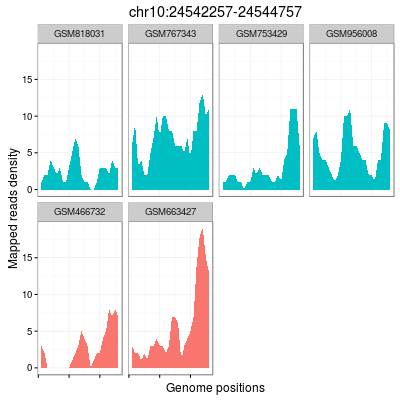 chr10:24542257-24544757
GSM818031 GSM767343 GSM753429 GSM956008
15
10
5
0
Mapped reads density
GSM466732 GSM663427
15
10
5
0
Genome positions